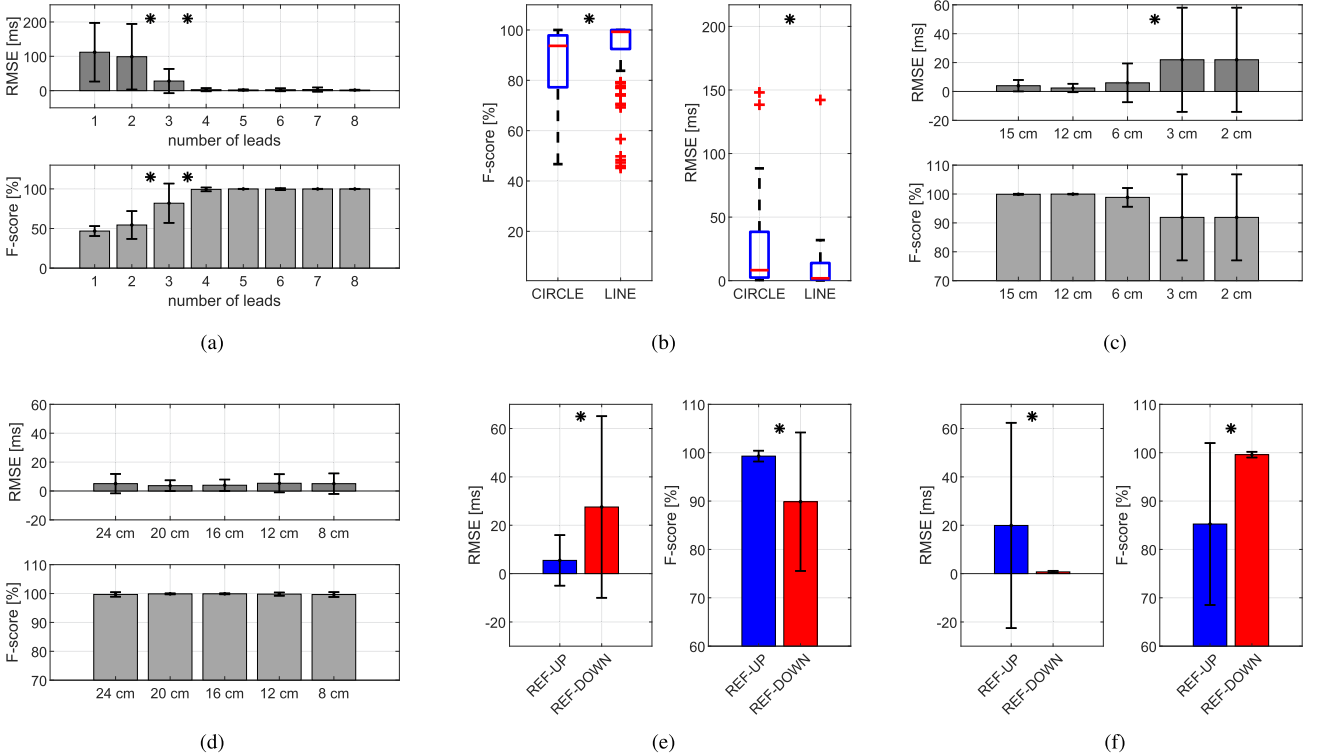 RMSE [ms]
200
100
0
1 2 3 4 5 6 7 8
number of leads
F-score [%]
100
50
0
1 2 3 4 5 6 7 8
number of leads
(a)
F-score [%]
100
80
60
40
20
CIRCLE LINE
RMSE [ms]
200
150
100
50
0
CIRCLE LINE
(b)
RMSE [ms]
60
40
20
0
-20
15 cm 12 cm 6 cm 3 cm 2 cm
F-score [%]
110
100
90
80
70
15 cm 12 cm 6 cm 3 cm 2 cm
(c)
RMSE [ms]
60
40
20
0
-20
24 cm 20 cm 16 cm 12 cm 8 cm
F-score [%]
110
100
90
80
70
24 cm 20 cm 16 cm 12 cm 8 cm
(d)
RMSE [ms]
60
40
20
0
-20
REF-UP
REF-DOWN
F-score [%]
110
100
90
80
70
60
REF-UP
REF-DOWN
(e)
RMSE [ms]
60
40
20
0
-20
REF-UP
REF-DOWN
F-score [%]
110
100
90
80
70
60
REF-UP
REF-DOWN
(f)